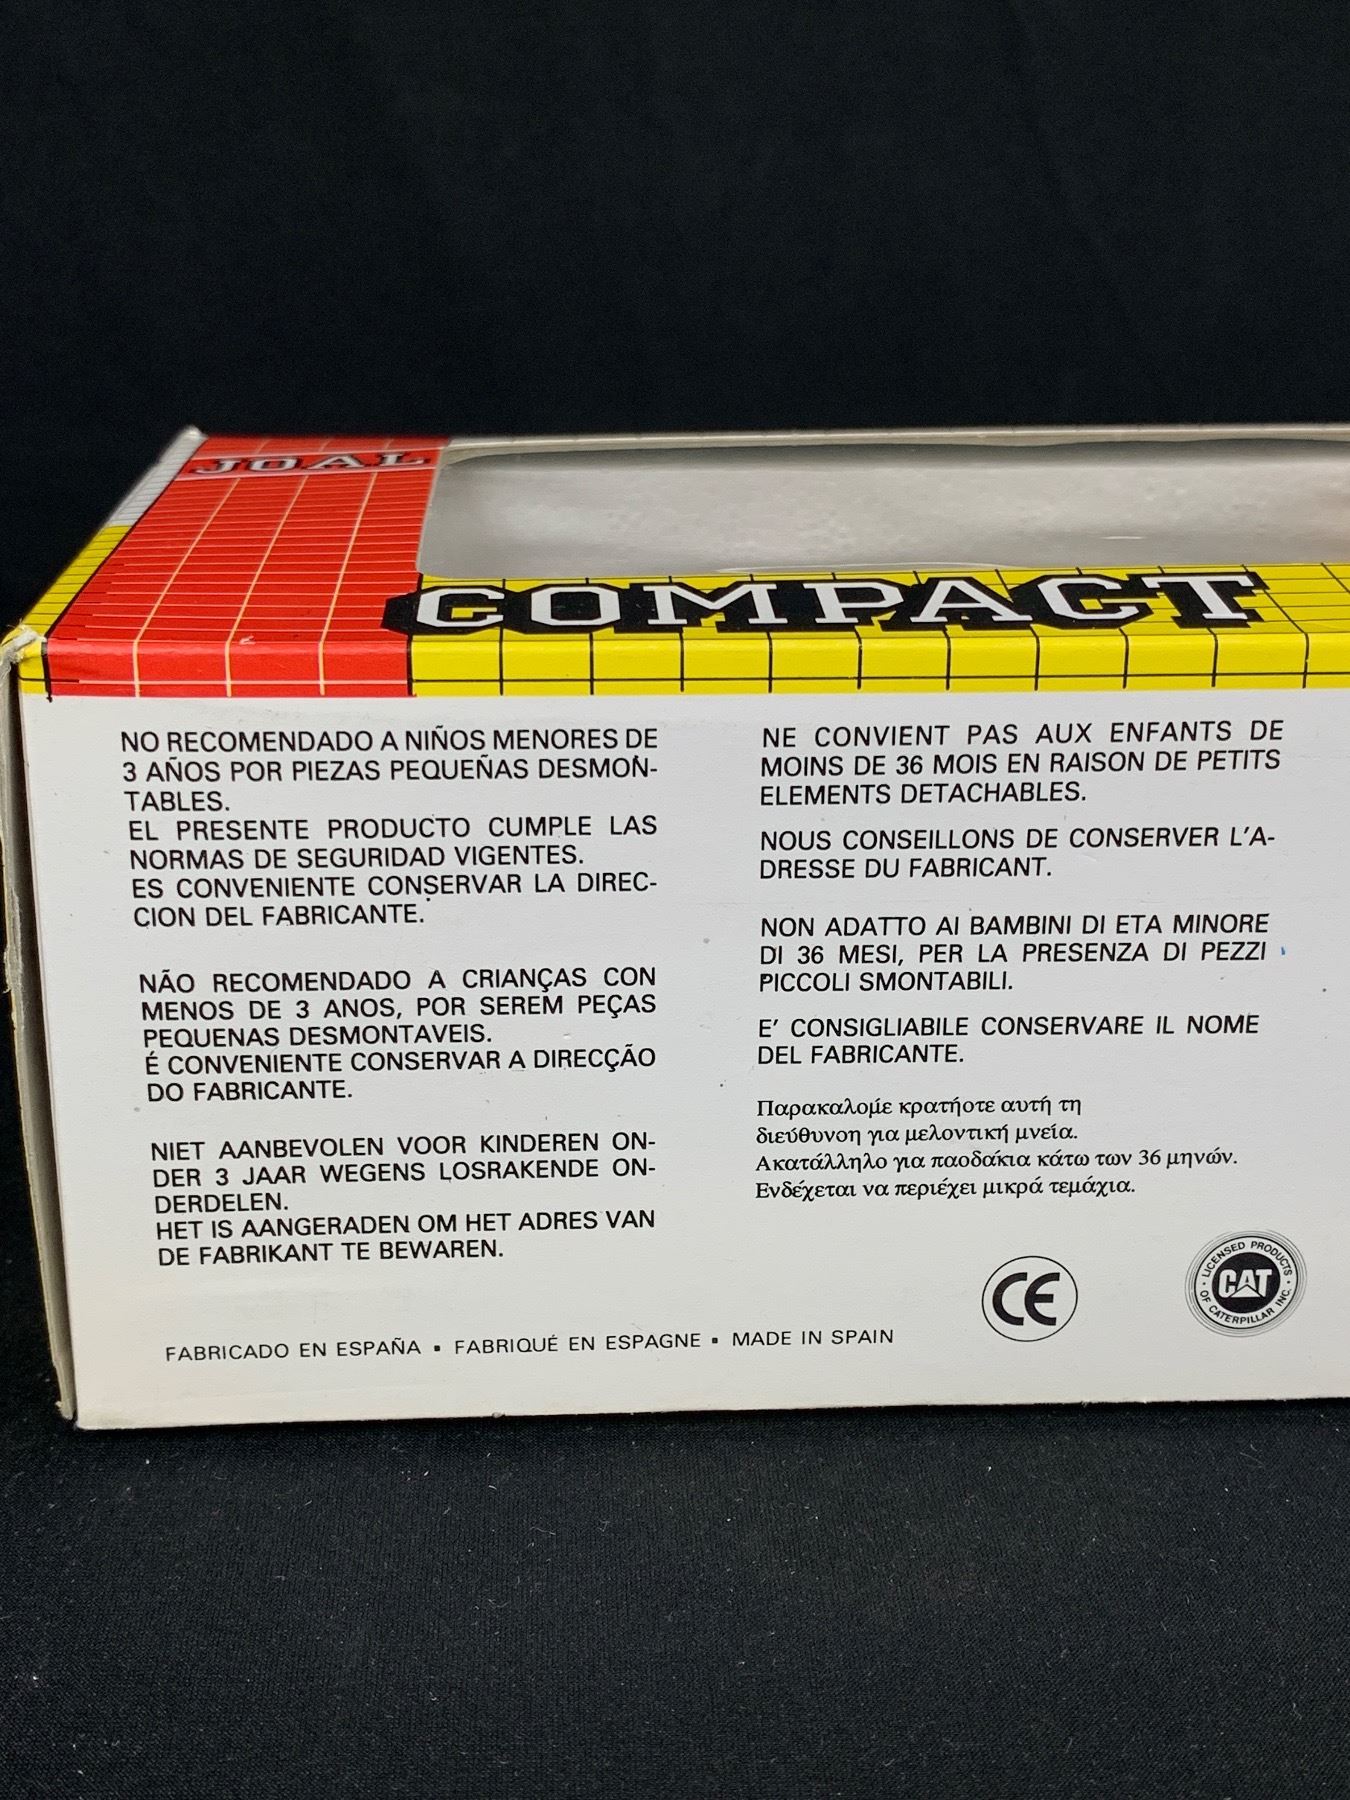 JOAL
COMPACT
NO RECOMENDADO A NIÑOS MENORES DE
3 AÑOS POR PIEZAS PEQUEÑAS DESMON-
TABLES.
EL PRESENTE PRODUCTO CUMPLE LAS
NORMAS DE SEGURIDAD VIGENTES.
ES CONVENIENTE CONSERVAR LA DIREC-
CION DEL FABRICANTE.
NÃO RECOMENDADO A CRIANÇAS CON
MENOS DE 3 ANOS, POR SEREM PEÇAS
PEQUENAS DESMONTAVEIS.
É CONVENIENTE CONSERVAR A DIRECÇÃO
DO FABRICANTE.
NIET AANBEVOLEN VOOR KINDEREN ON-
DER 3 JAAR WEGENS LOSRAKENDE ON-
DERDELEN.
HET IS AANGERADEN OM HET ADRES VAN
DE FABRIKANT TE BEWAREN.
NE CONVIENT PAS AUX ENFANTS DE
MOINS DE 36 MOIS EN RAISON DE PETITS
ELEMENTS DETACHABLES.
NOUS CONSEILLONS DE CONSERVER L'A-
DRESSE DU FABRICANT.
NON ADATTO AI BAMBINI DI ETA MINORE
DI 36 MESI, PER LA PRESENZA DI PEZZI
PICCOLI SMONTABILI.
E' CONSIGLIABILE CONSERVARE IL NOME
DEL FABRICANTE.
Παρακαλομ́ε κρατήοτε αυτή τη
διεύθυνοη για μελοντική μνεία.
Ακατάλληλο για παοδάκια κάτω των 36 μηνών.
Ενδέχεται να περιέχει μικρά τεμάχια.
CE
LICENSED PRODUCTS
CAT
OF CATERPILLAR INC.
FABRICADO EN ESPAÑA ▪ FABRIQUÉ EN ESPAGNE ▪ MADE IN SPAIN